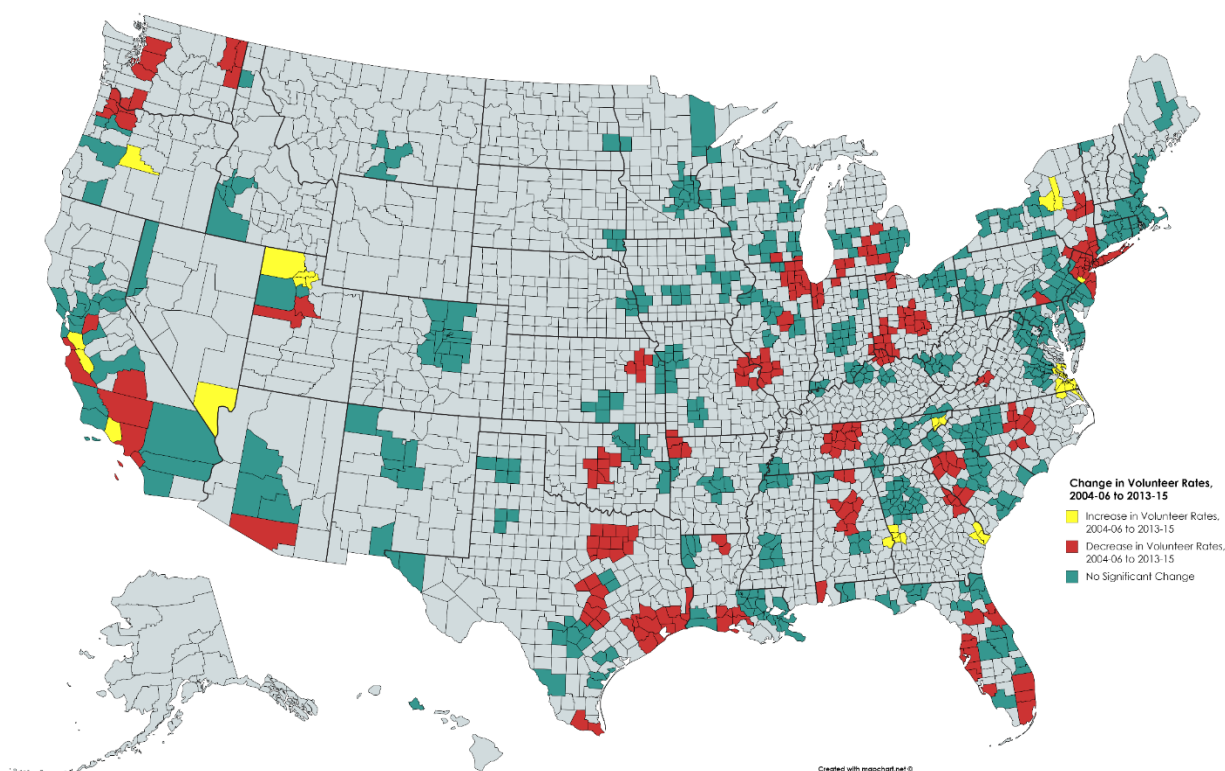 Change in Volunteer Rates,
2004-06 to 2013-15
Increase in Volunteer Rates,
2004-06 to 2013-15
Decrease in Volunteer Rates,
2004-06 to 2013-15
No Significant Change
Created with mapchart.net ©